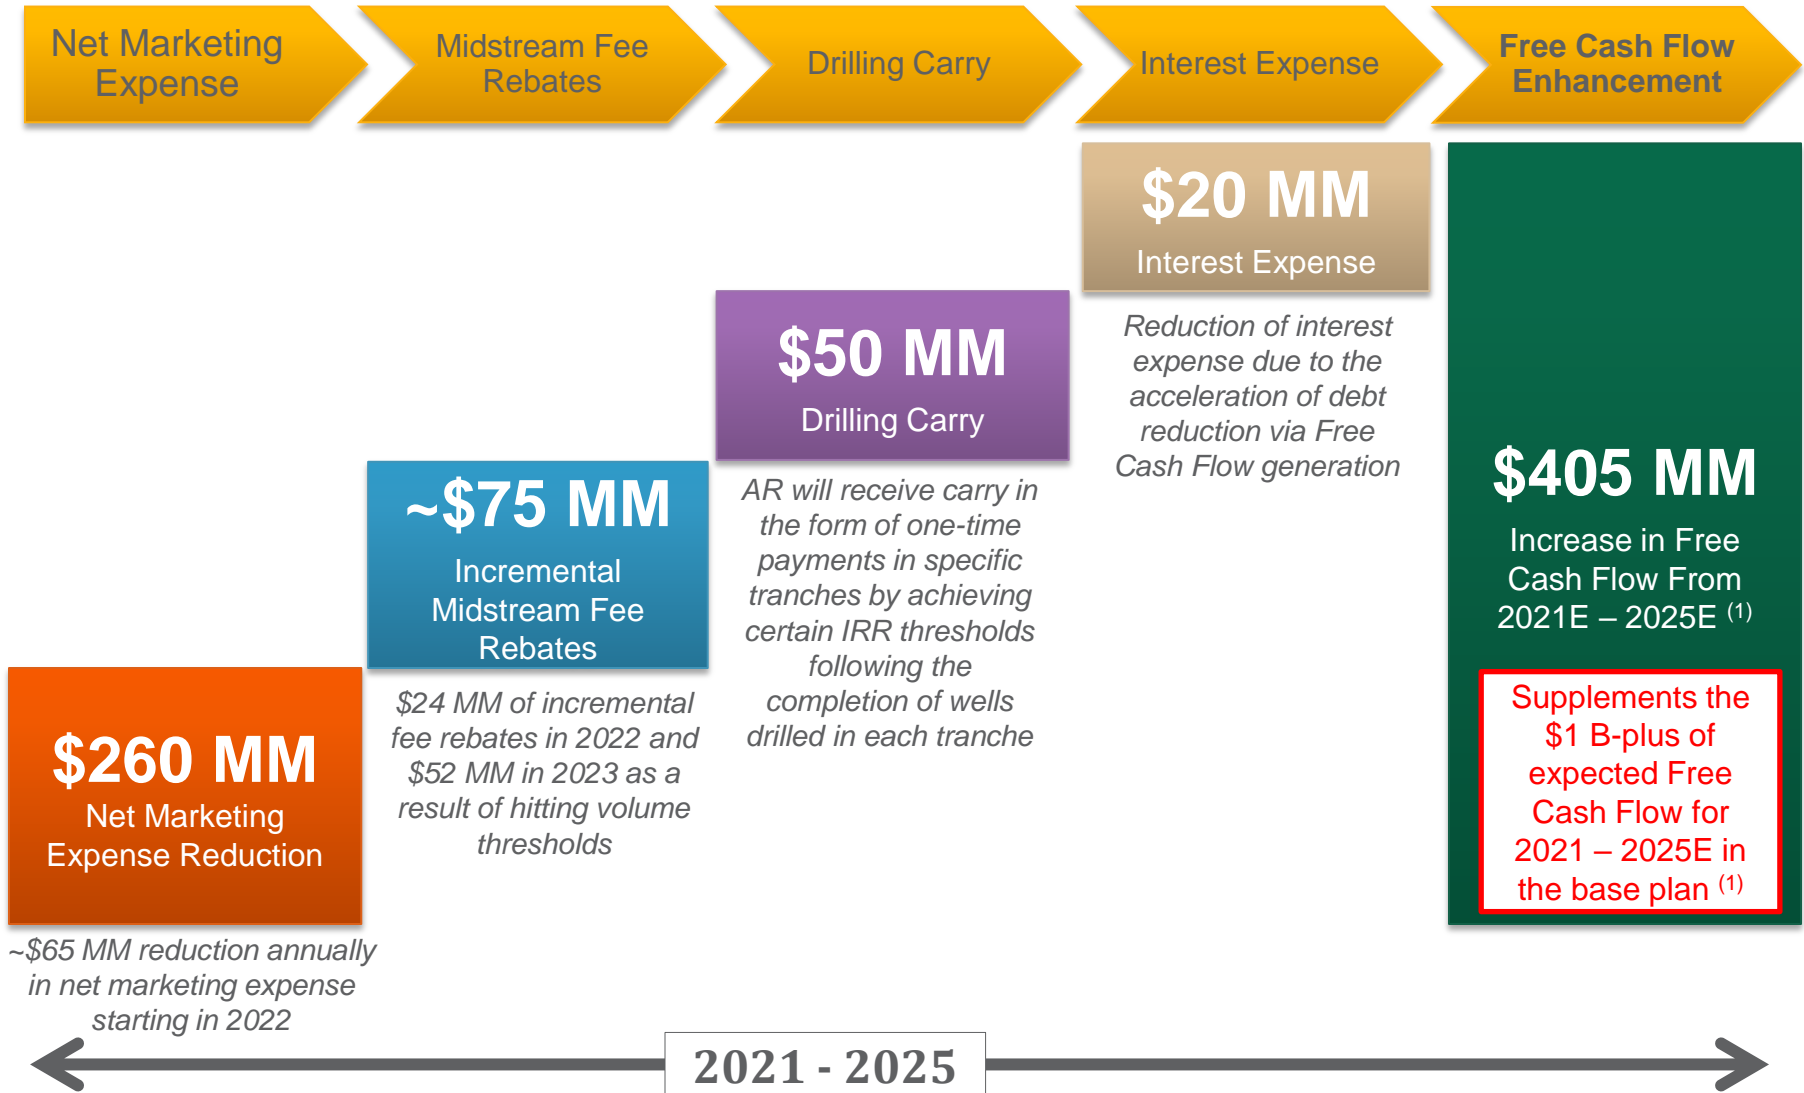 Net Marketing
Expense
Midstream Fee
Rebates
Drilling Carry
Interest Expense
Free Cash Flow
Enhancement
$260 MM
Net Marketing
Expense Reduction
~$65 MM reduction annually
in net marketing expense
starting in 2022
~$75 MM
Incremental
Midstream Fee
Rebates
$24 MM of incremental
fee rebates in 2022 and
$52 MM in 2023 as a
result of hitting volume
thresholds
$50 MM
Drilling Carry
AR will receive carry in
the form of one-time
payments in specific
tranches by achieving
certain IRR thresholds
following the
completion of wells
drilled in each tranche
$20 MM
Interest Expense
Reduction of interest
expense due to the
acceleration of debt
reduction via Free
Cash Flow generation
$405 MM
Increase in Free
Cash Flow From
2021E – 2025E (1)
Supplements the
$1 B-plus of
expected Free
Cash Flow for
2021 – 2025E in
the base plan (1)
2021 - 2025